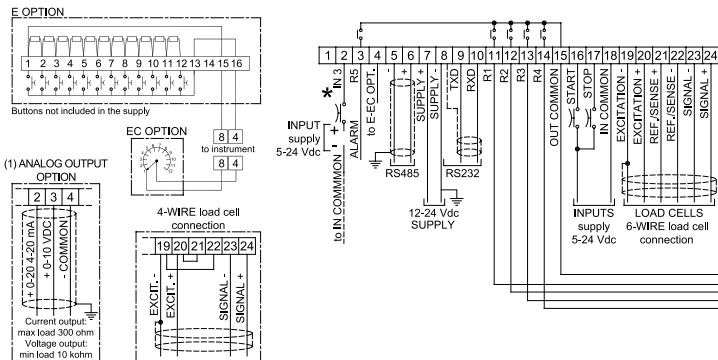 E OPTION
1 2 3 4 5 6 7 8 9 10 11 12 13 14 15 16
Buttons not included in the supply
8 4
to instrument
8 4
EC OPTION
(1) ANALOG OUTPUT
OPTION
2 3 4
+ 0-20 4-20 mA
+ 0-10 VDC
- COMMON
Current output:
max load 300 ohm
Voltage output:
min load 10 kohm
4-WIRE load cell
connection
19 20 21 22 23 24
EXCIT. -
EXCIT. +
SIGNAL -
SIGNAL +
1 2 3 4 5 6 7 8 9 10 11 12 13 14 15 16 17 18 19 20 21 22 23 24
*
IN 3
R5
to E-EC OPT.
-
+
SUPPLY+
SUPPLY-
TXD
RXD
R1
R2
R3
R4
OUT COMMON
START
STOP
IN COMMON
EXCITATION -
EXCITATION +
REF./SENSE +
REF./SENSE -
SIGNAL -
SIGNAL +
INPUT
supply
5-24 Vdc
+
-
ALARM
to IN COMMMON
RS485
RS232
12-24 Vdc
SUPPLY
INPUTS
supply
5-24 Vdc
LOAD CELLS
6-WIRE load cell
connection